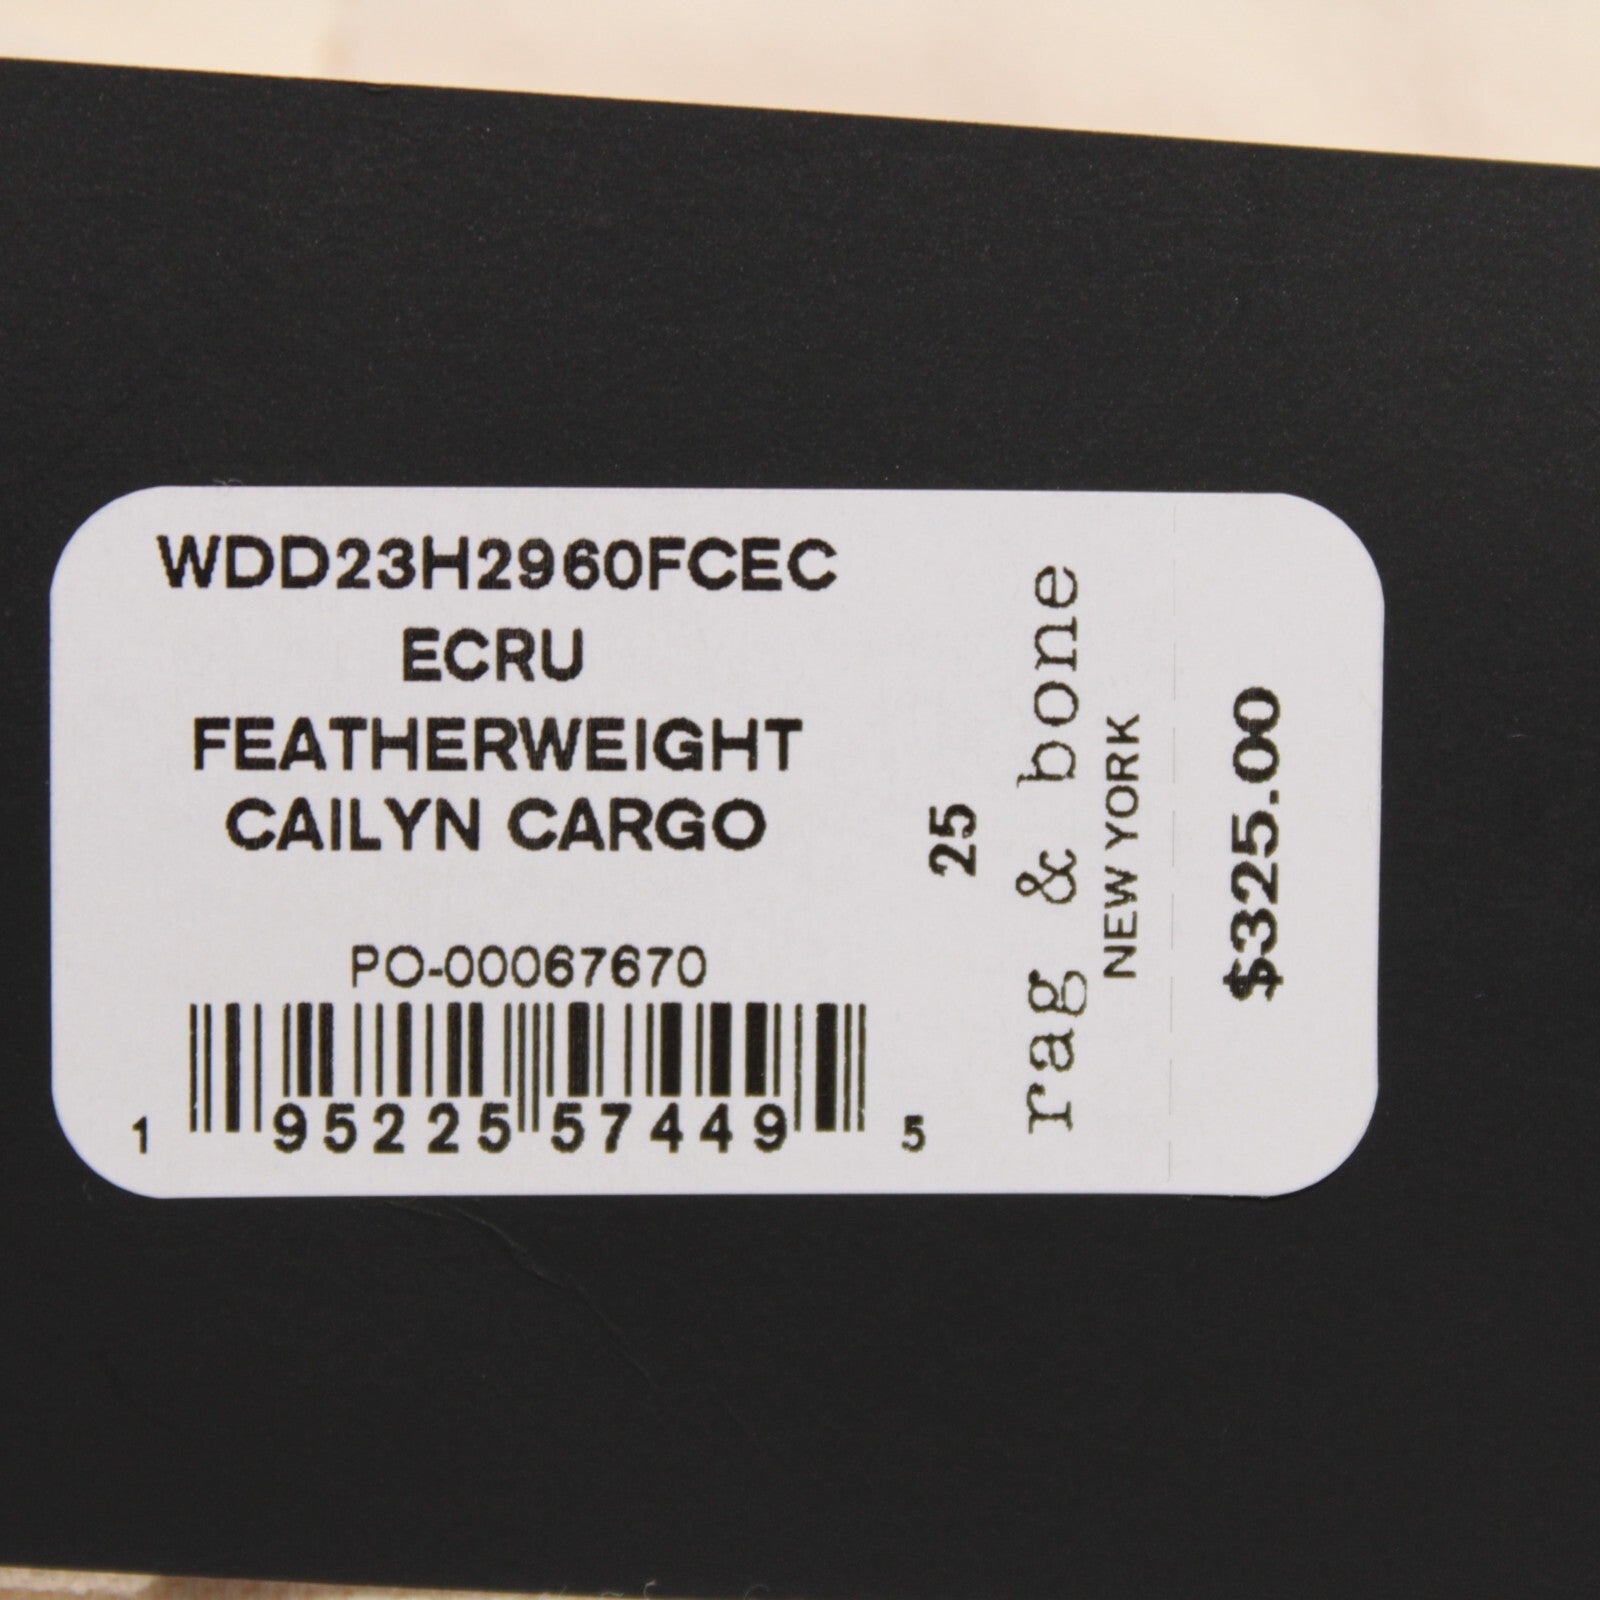 WDD23H2960FCEC
ECRU
FEATHERWEIGHT
CAILYN CARGO
PO-00067670
1 95225 57449 5
25
rag & bone
NEW YORK
$325.00